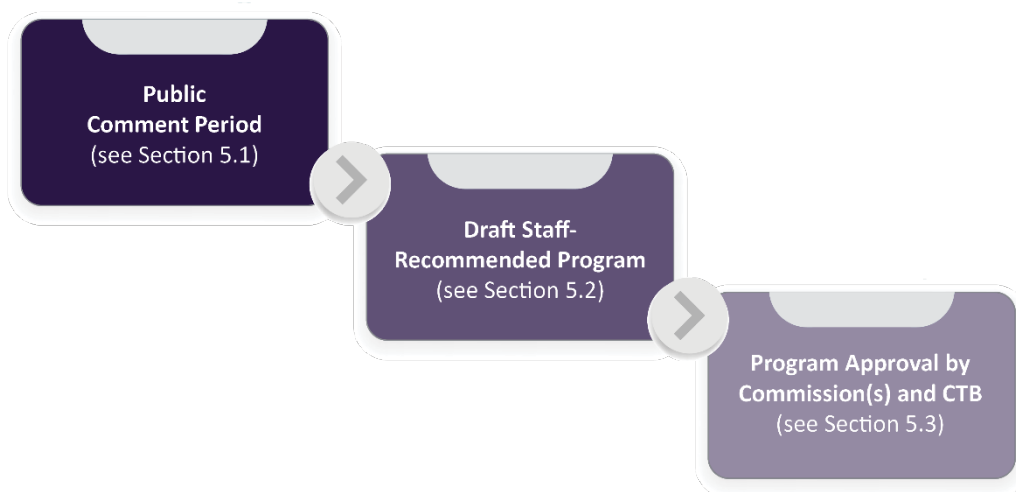 Public
Comment Period
(see Section 5.1)
Draft Staff-
Recommended Program
(see Section 5.2)
Program Approval by
Commission(s) and CTB
(see Section 5.3)